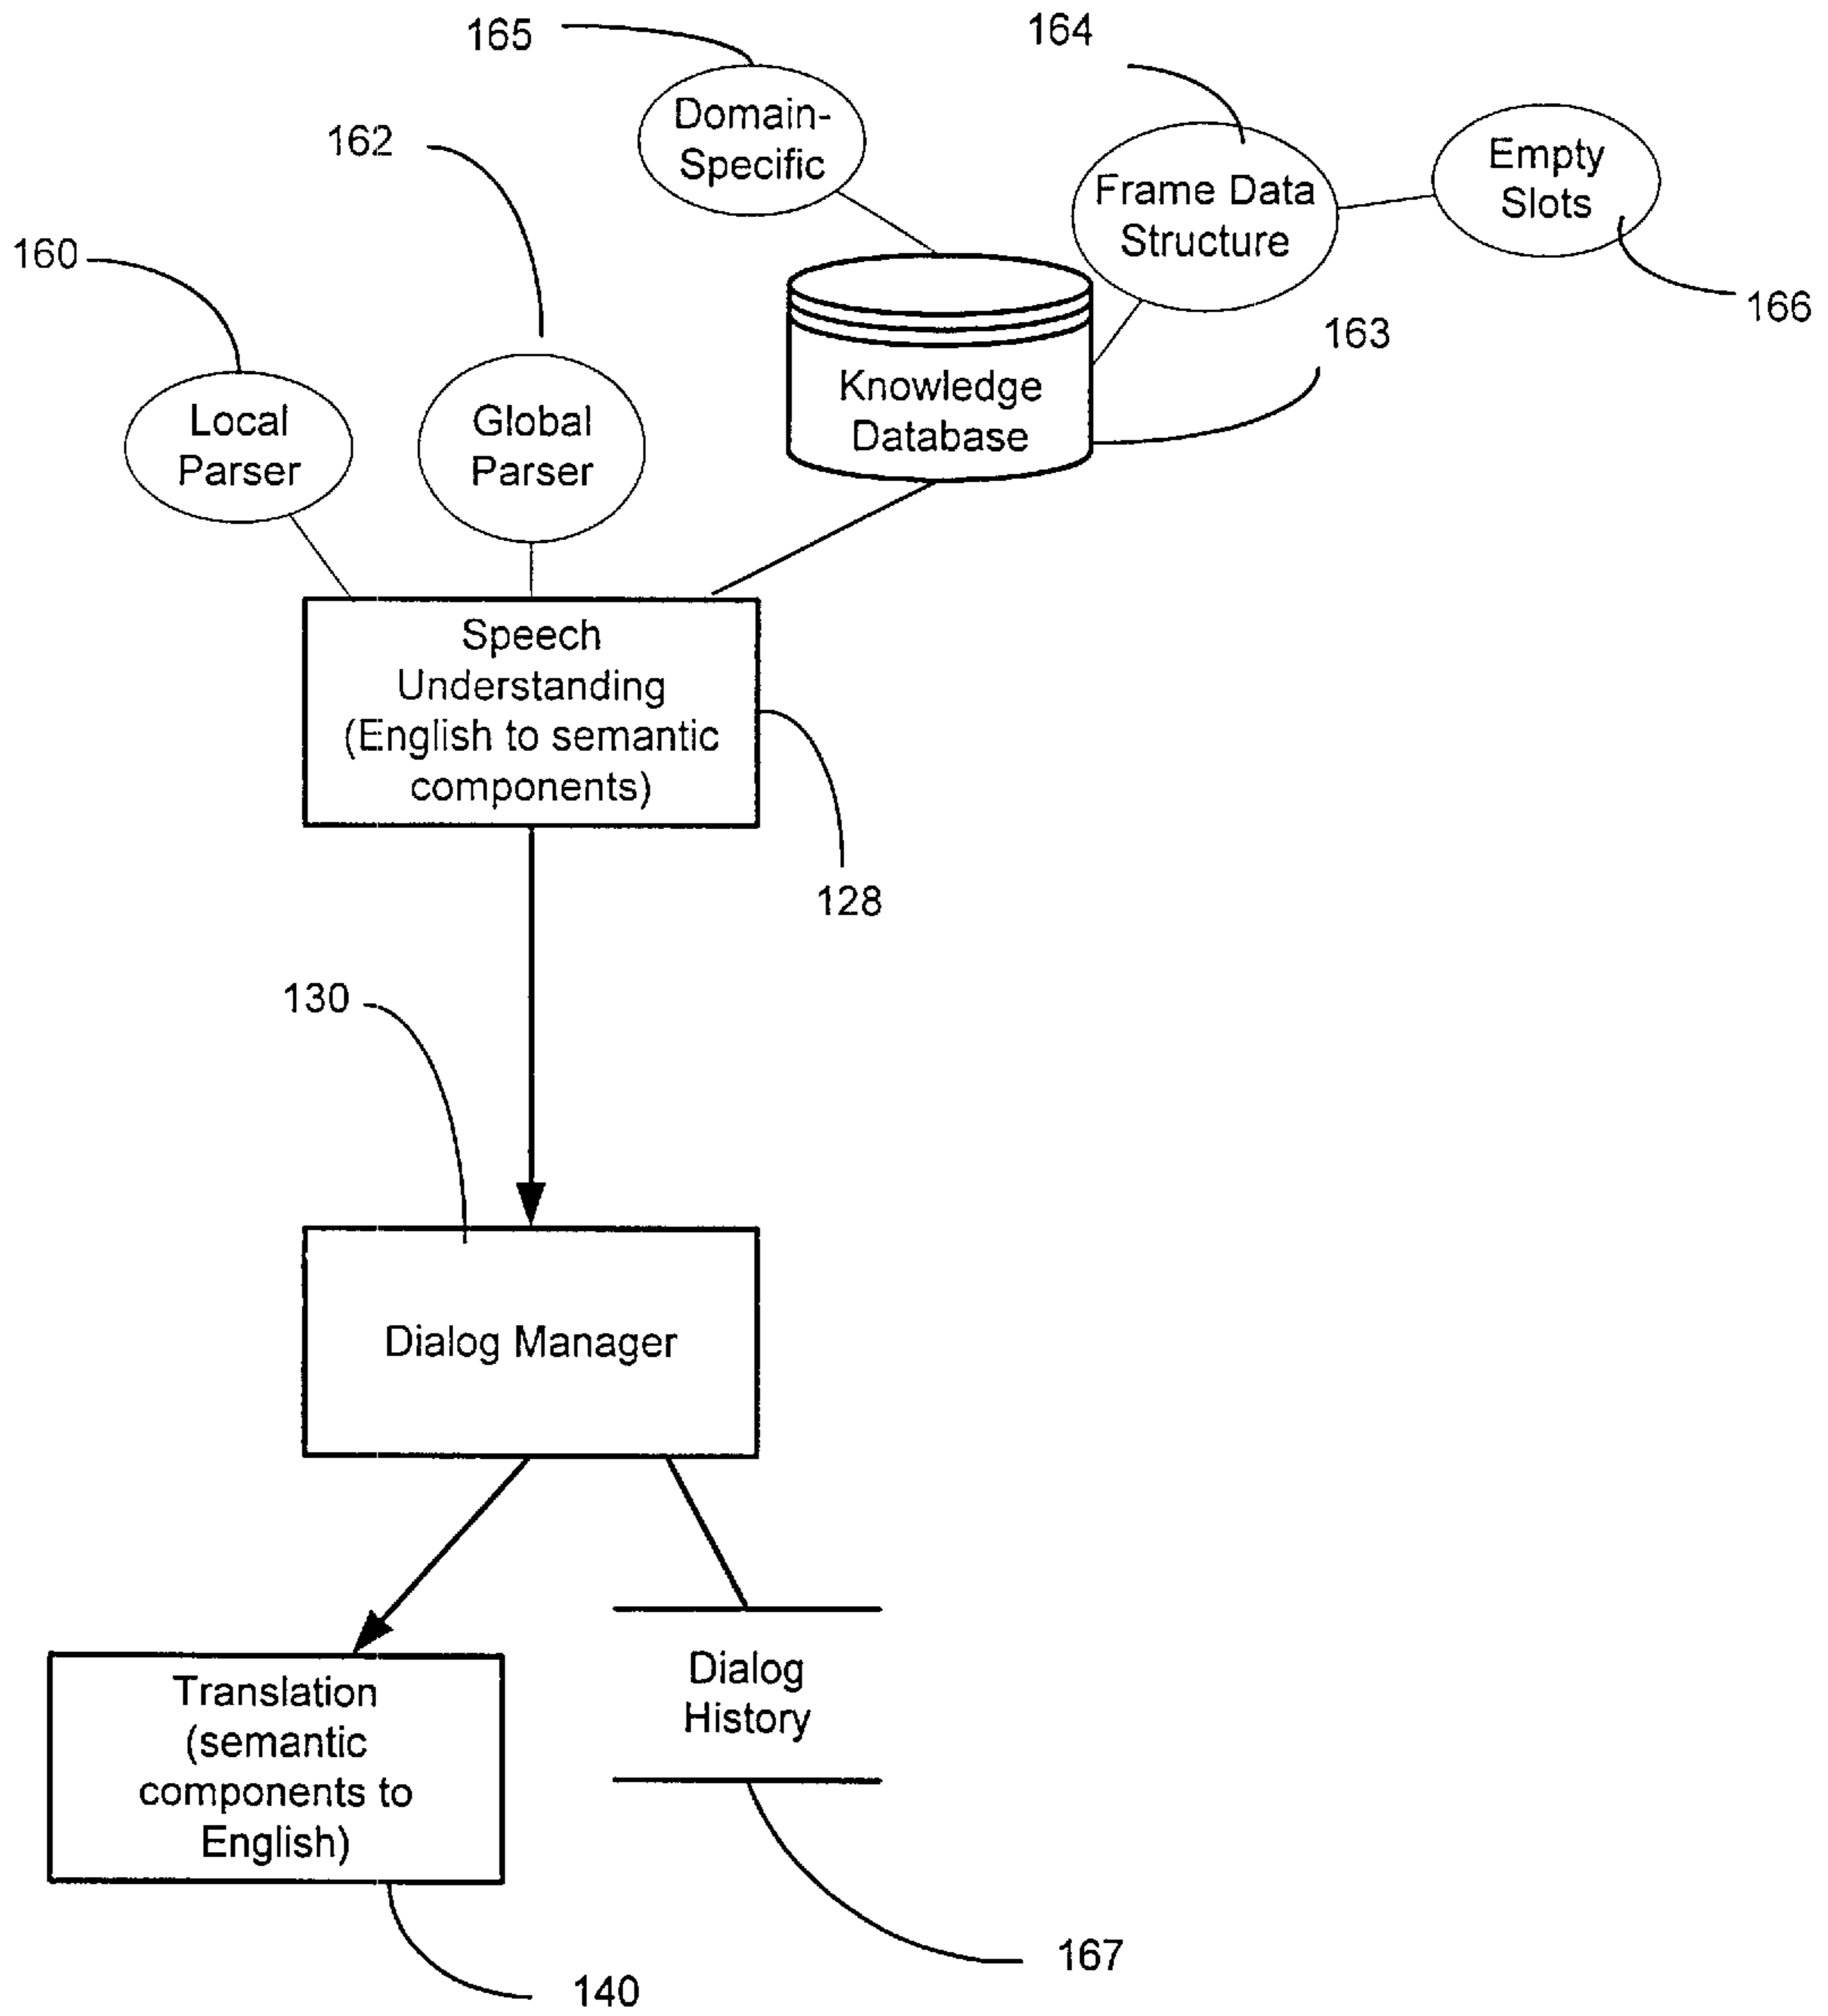 165
164
Domain-
Specific
162
Empty
Slots
Frame Data
Structure
160
166
163
Knowledge
Database
Local
Parser
Global
Parser
Speech
Understanding
(English to semantic
components)
128
130
Dialog Manager
Translation
(semantic
components to
English)
Dialog
History
167
140